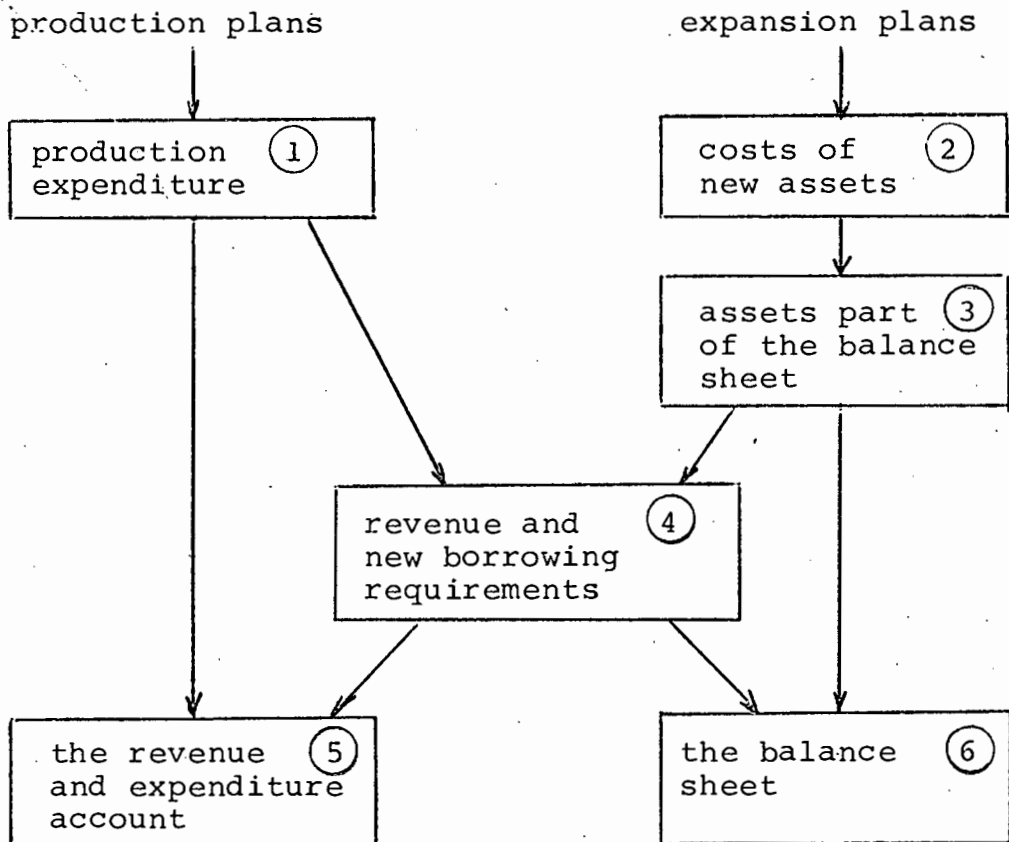 production plans
expansion plans
production 1
expenditure
costs of 2
new assets
assets part 3
of the balance
sheet
revenue and 4
new borrowing
requirements
the revenue 5
and expenditure
account
the balance 6
sheet